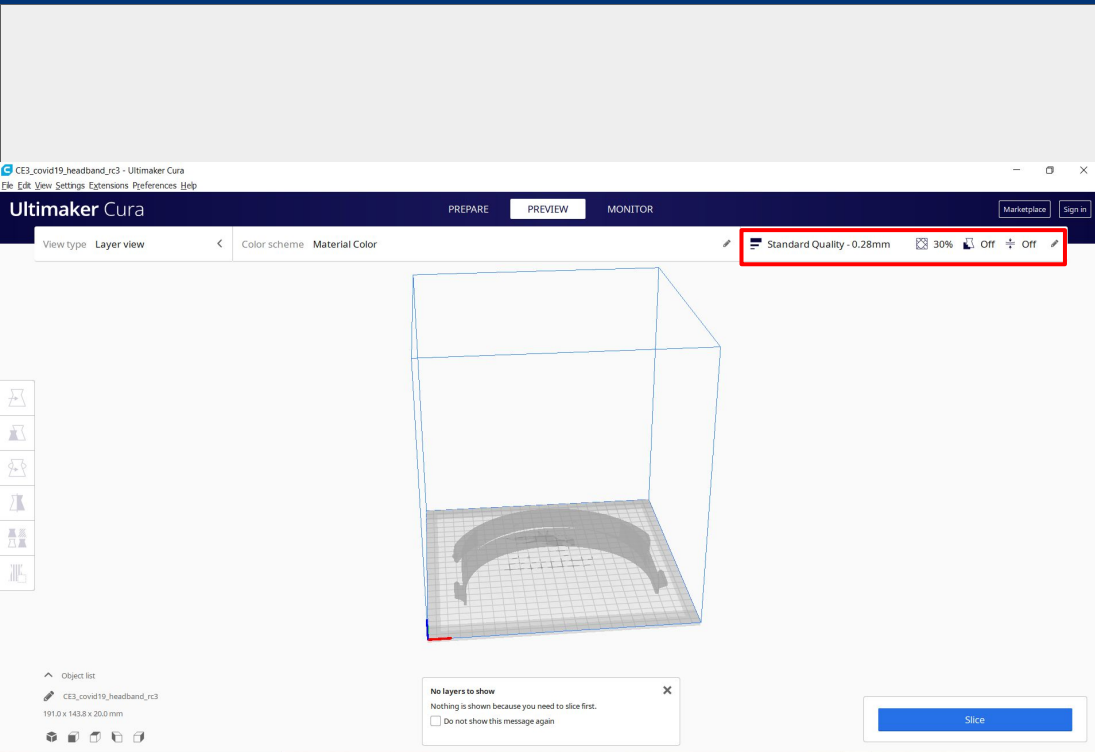 CE3_covid19_headband_rc3 - Ultimaker Cura
File Edit View Settings Extensions Preferences Help
Ultimaker Cura PREPARE PREVIEW MONITOR Marketplace Sign in
View type Layer view Color scheme Material Color Standard Quality - 0.28mm 30% Off Off
Object list
CE3_covid19_headband_rc3
191.0 x 143.8 x 20.0 mm
No layers to show
Nothing is shown because you need to slice first.
Do not show this message again
Slice